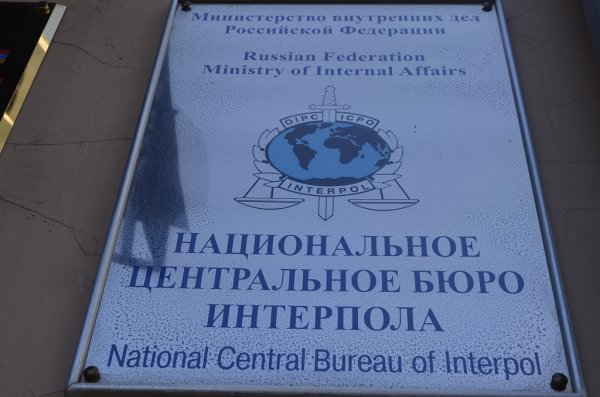 Министерство внутренних дел
Российской Федерации
Russian Federation
Ministry of Internal Affairs
OIPC ICPO
INTERPOL
НАЦИОНАЛЬНОЕ
ЦЕНТРАЛЬНОЕ БЮРО
ИНТЕРПОЛА
National Central Bureau of Interpol